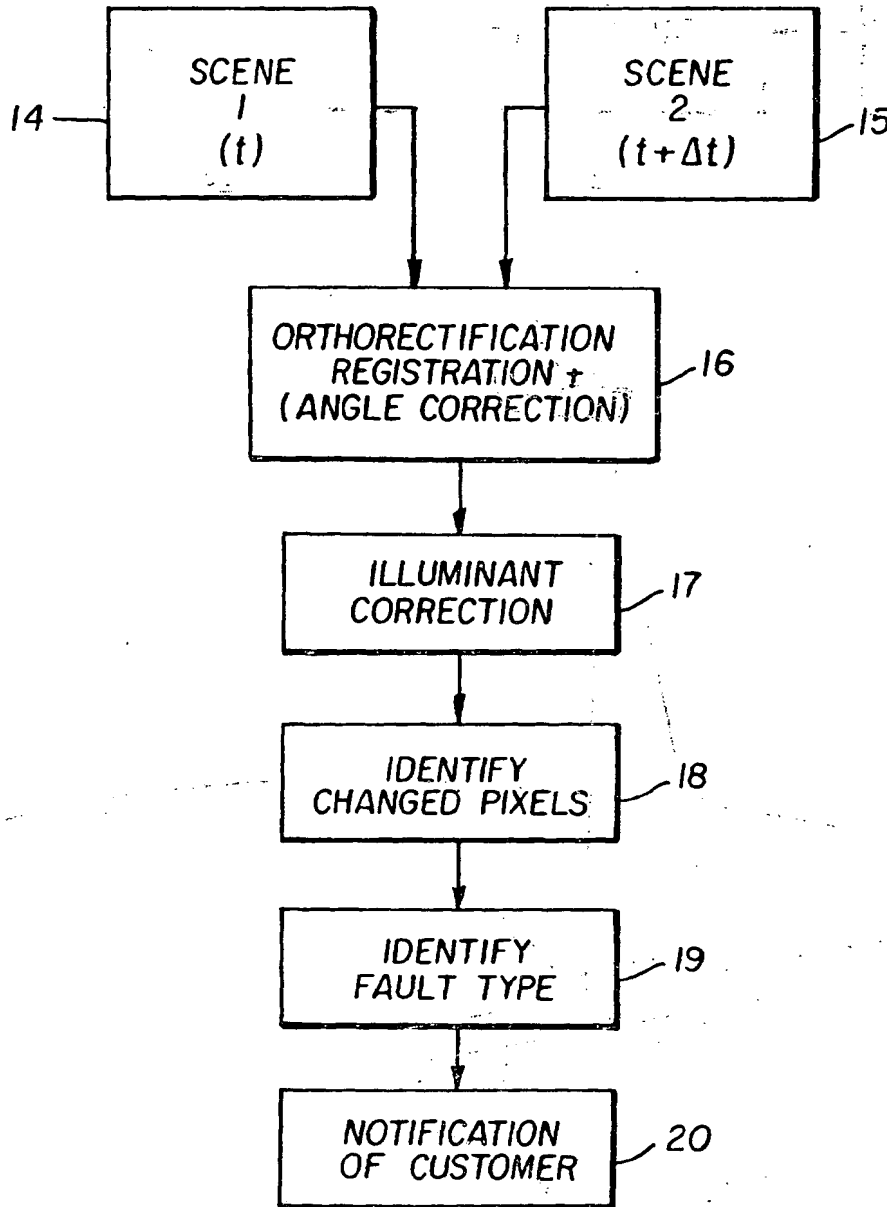 14
SCENE
1
(t)
SCENE
2
(t + Δt)
15
ORTHORECTIFICATION
REGISTRATION +
(ANGLE CORRECTION)
16
ILLUMINANT
CORRECTION
17
IDENTIFY
CHANGED PIXELS
18
IDENTIFY
FAULT TYPE
19
NOTIFICATION
OF CUSTOMER
20